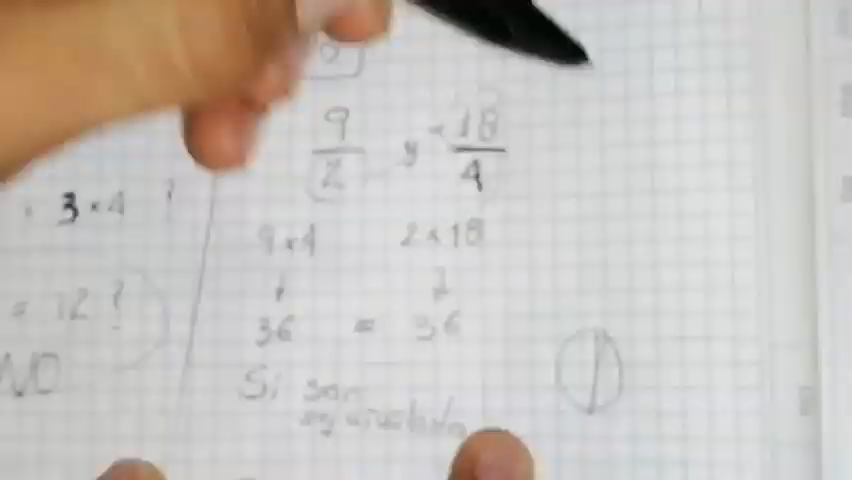 9/2 y 18/4
3 × 4 ?
9 × 4 2 × 18
= 12 ?
36 = 36
NO
Si son